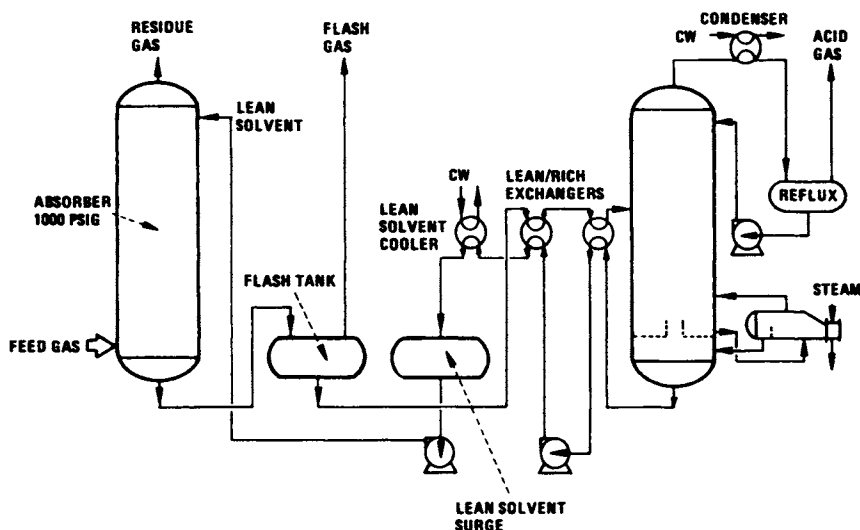 RESIDUE
GAS
FLASH
GAS
CONDENSER
CW
ACID
GAS
LEAN
SOLVENT
ABSORBER
1000 PSIG
CW
LEAN
SOLVENT
COOLER
LEAN/RICH
EXCHANGERS
REFLUX
FLASH TANK
STEAM
FEED GAS
LEAN SOLVENT
SURGE